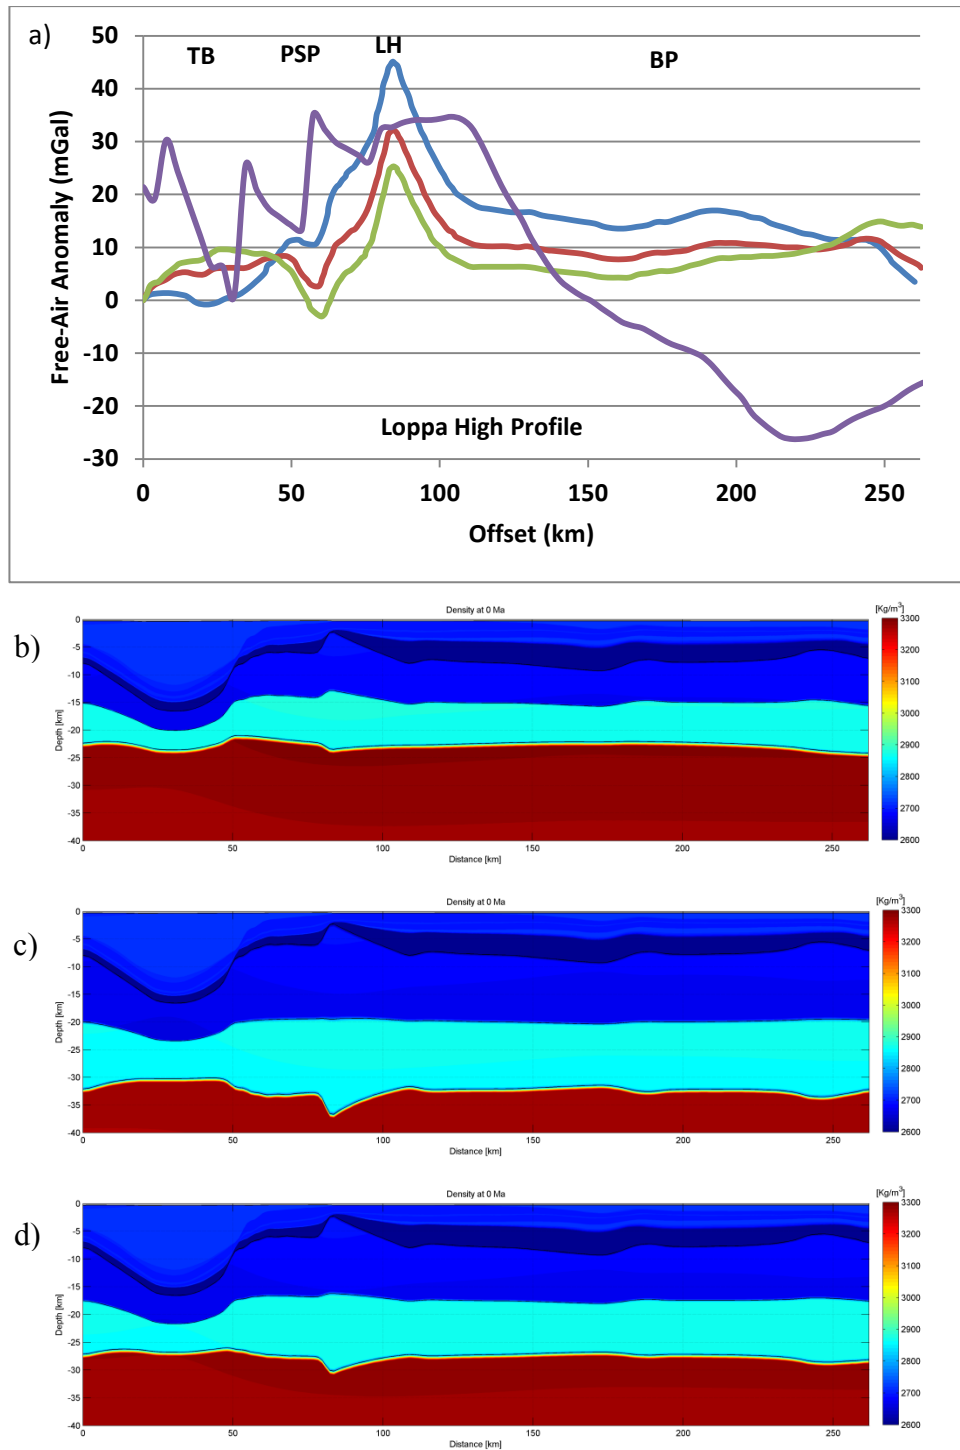 a)
TB PSP LH BP
50
40
30
20
10
0
-10
-20
-30
Free-Air Anomaly (mGal)
Loppa High Profile
0 50 100 150 200 250
Offset (km)
b)
Density at 0 Ma
[Kg/m³]
0
-5
-10
-15
-20
-25
-30
-35
-40
Depth [km]
0 50 100 150 200 250
Distance [km]
3300
3200
3100
3000
2900
2800
2700
2600
c)
Density at 0 Ma
[Kg/m³]
0
-5
-10
-15
-20
-25
-30
-35
-40
Depth [km]
0 50 100 150 200 250
Distance [km]
3300
3200
3100
3000
2900
2800
2700
2600
d)
Density at 0 Ma
[Kg/m³]
0
-5
-10
-15
-20
-25
-30
-35
-40
Depth [km]
0 50 100 150 200 250
Distance [km]
3300
3200
3100
3000
2900
2800
2700
2600